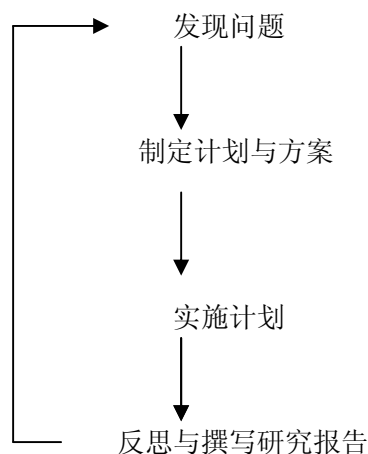 发现问题
制定计划与方案
实施计划
反思与撰写研究报告